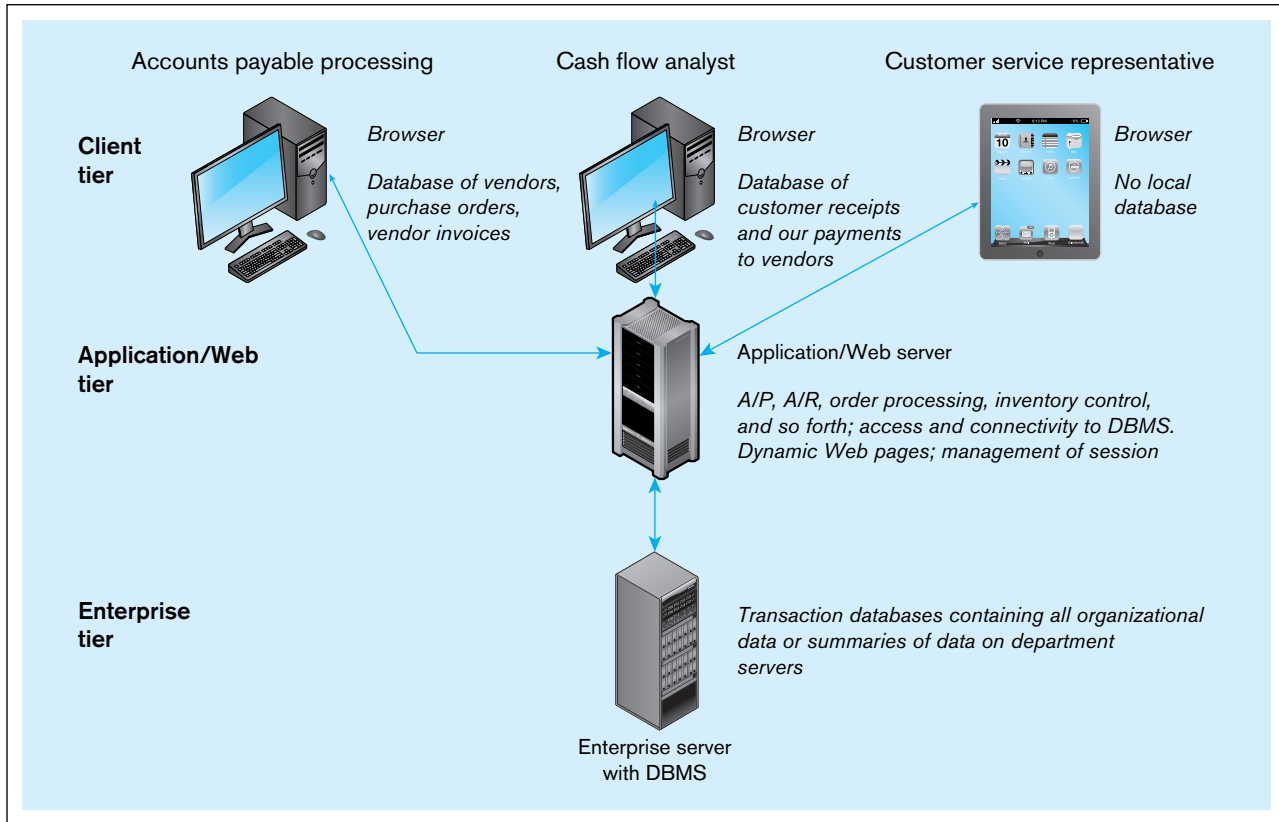 Accounts payable processing
Cash flow analyst
Customer service representative
Client
tier
Browser
Database of vendors,
purchase orders,
vendor invoices
Browser
Database of
customer receipts
and our payments
to vendors
6:13 PM
10
Browser
No local
database
Application/Web
tier
Application/Web server
A/P, A/R, order processing, inventory control,
and so forth; access and connectivity to DBMS.
Dynamic Web pages; management of session
Enterprise
tier
Transaction databases containing all organizational
data or summaries of data on department
servers
Enterprise server
with DBMS